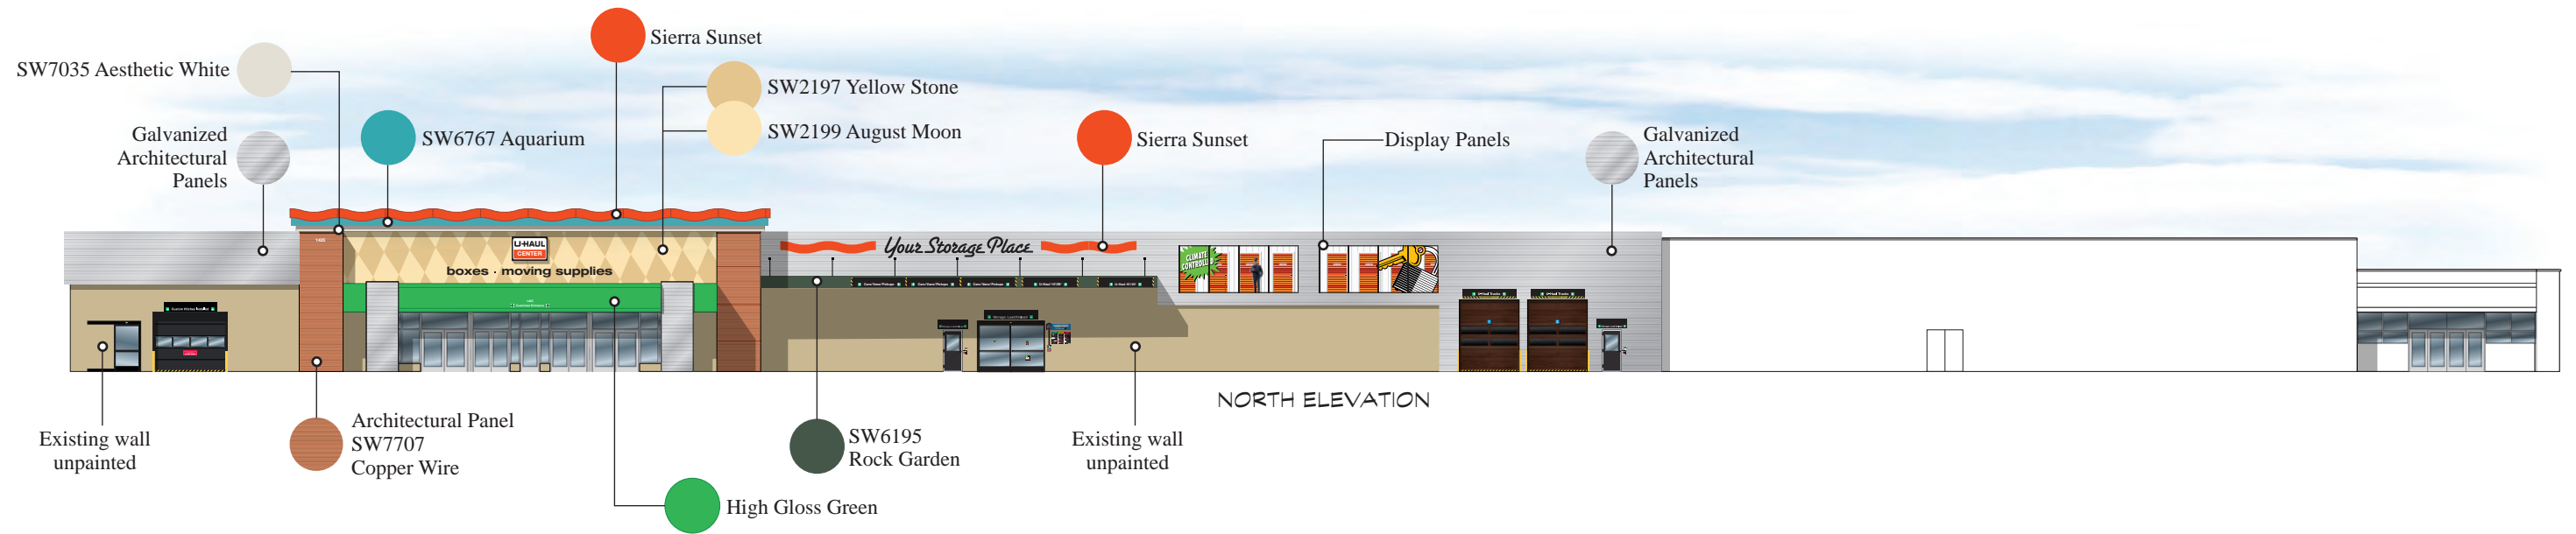 Sierra Sunset
SW7035 Aesthetic White
SW2197 Yellow Stone
SW2199 August Moon
Galvanized
Architectural
Panels
SW6767 Aquarium
Sierra Sunset
Display Panels
Galvanized
Architectural
Panels
U-HAUL
CENTER
boxes · moving supplies
Your Storage Place
CLIMATE
CONTROLLED
NORTH ELEVATION
Existing wall
unpainted
Architectural Panel
SW7707
Copper Wire
SW6195
Rock Garden
Existing wall
unpainted
High Gloss Green